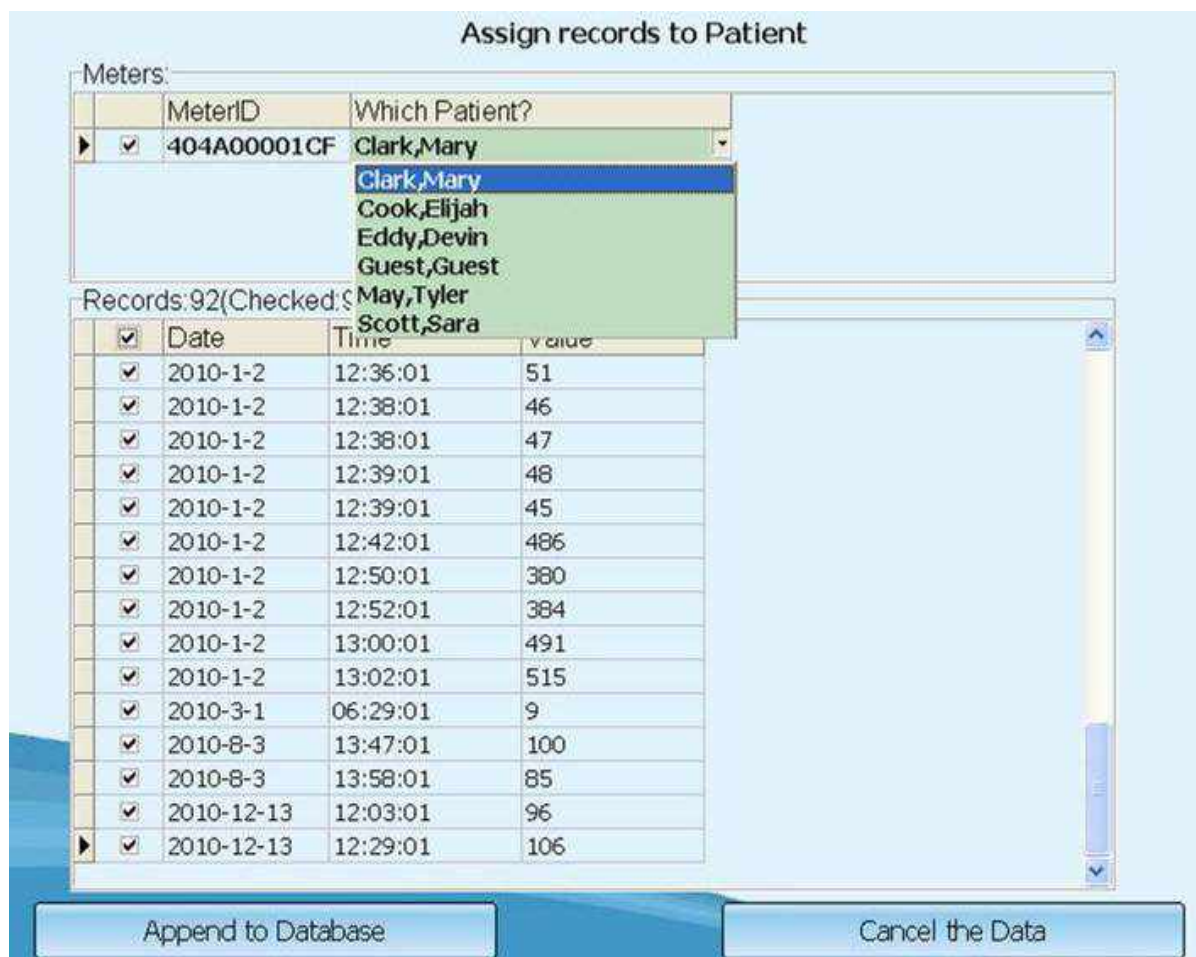 Assign records to Patient
Meters:
MeterID Which Patient?
404A00001CF Clark,Mary
Clark,Mary
Cook,Elijah
Eddy,Devin
Guest,Guest
May,Tyler
Scott,Sara
Records:92(Checked:
Date Time Value
2010-1-2 12:36:01 51
2010-1-2 12:38:01 46
2010-1-2 12:38:01 47
2010-1-2 12:39:01 48
2010-1-2 12:39:01 45
2010-1-2 12:42:01 486
2010-1-2 12:50:01 380
2010-1-2 12:52:01 384
2010-1-2 13:00:01 491
2010-1-2 13:02:01 515
2010-3-1 06:29:01 9
2010-8-3 13:47:01 100
2010-8-3 13:58:01 85
2010-12-13 12:03:01 96
2010-12-13 12:29:01 106
Append to Database Cancel the Data